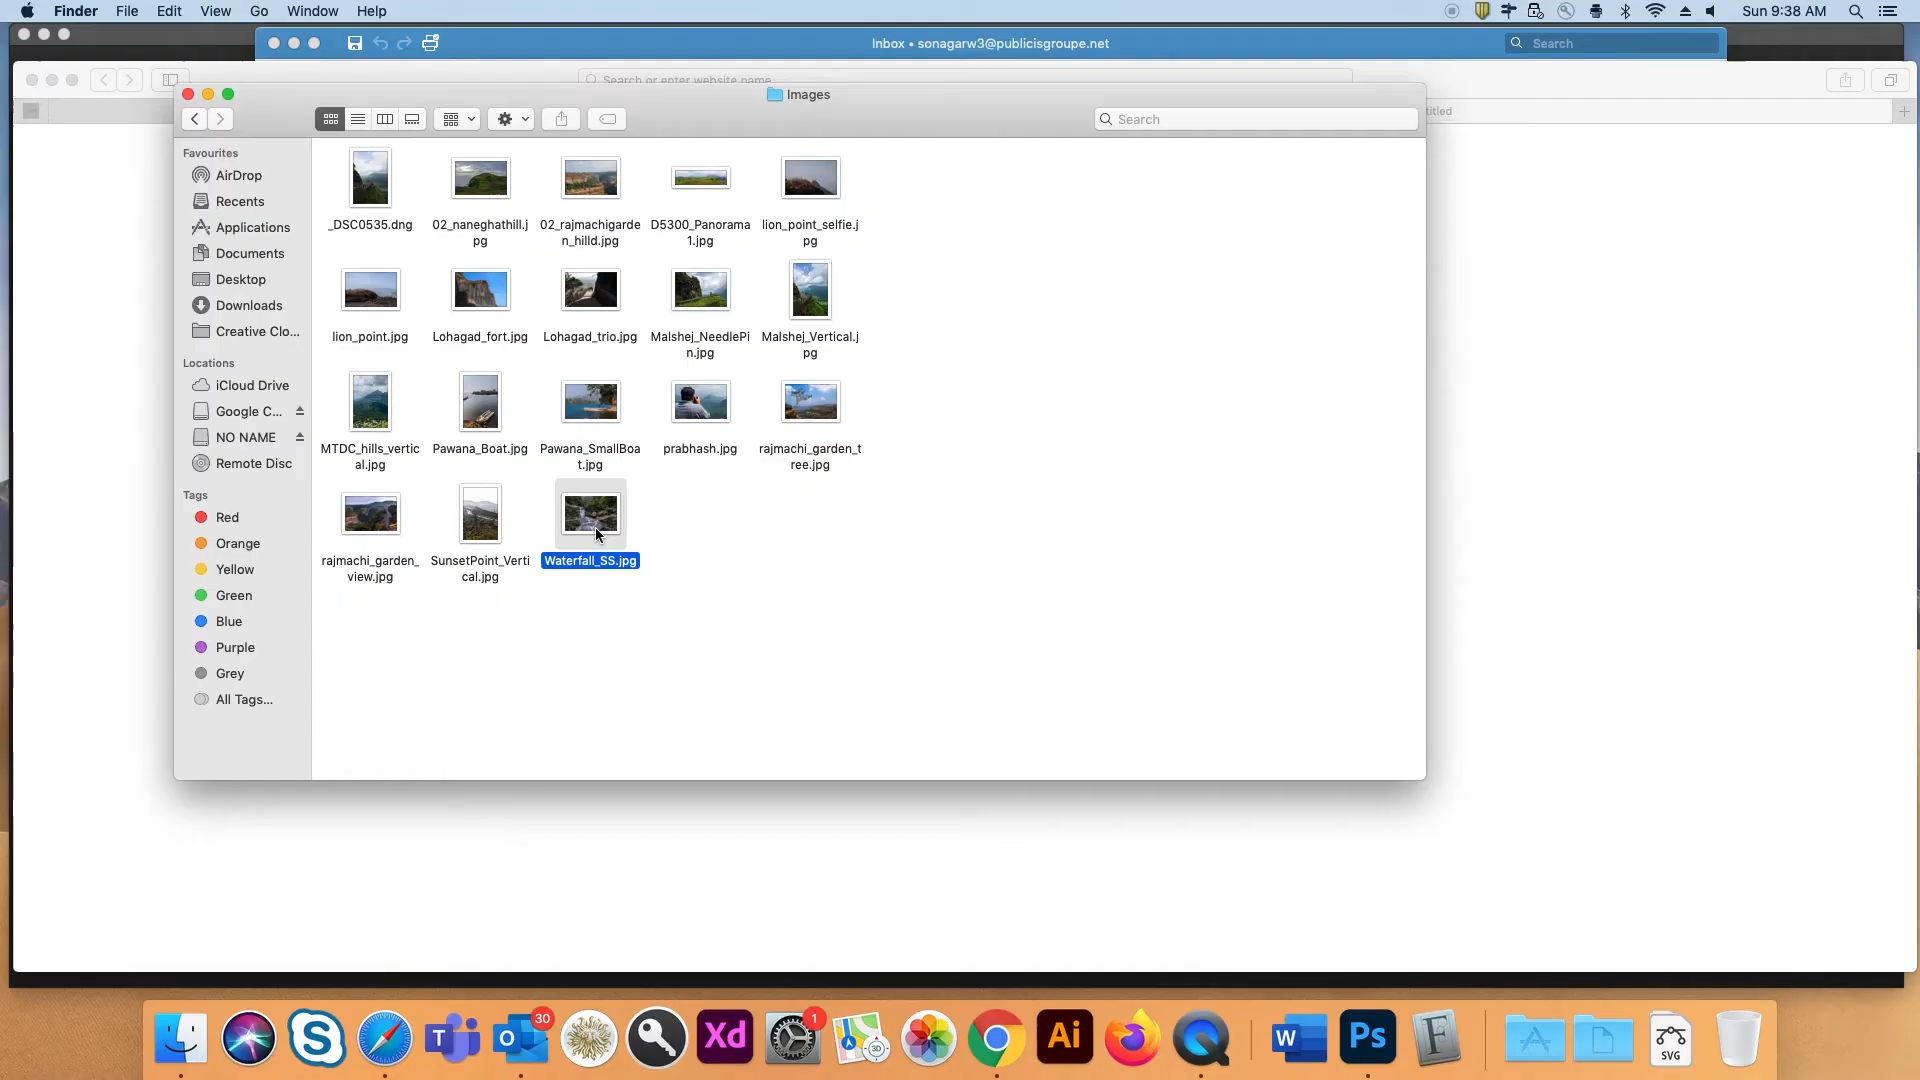 Finder File Edit View Go Window Help
Sun 9:38 AM
Inbox • sonagarw3@publicisgroupe.net
Search
Search or enter website name
Images
Search
titled
Favourites
AirDrop
Recents
Applications
Documents
Desktop
Downloads
Creative Clo...
Locations
iCloud Drive
Google C...
NO NAME
Remote Disc
Tags
Red
Orange
Yellow
Green
Blue
Purple
Grey
All Tags...
_DSC0535.dng
02_naneghathill.j
pg
02_rajmachigarde
n_hilld.jpg
D5300_Panorama
1.jpg
lion_point_selfie.j
pg
lion_point.jpg
Lohagad_fort.jpg
Lohagad_trio.jpg
Malshej_NeedlePi
n.jpg
Malshej_Vertical.j
pg
MTDC_hills_vertic
al.jpg
Pawana_Boat.jpg
Pawana_SmallBoa
t.jpg
prabhash.jpg
rajmachi_garden_t
ree.jpg
rajmachi_garden_
view.jpg
SunsetPoint_Verti
cal.jpg
Waterfall_SS.jpg
S
T
O
30
Xd
1
3D
Ai
W
Ps
F
SVG